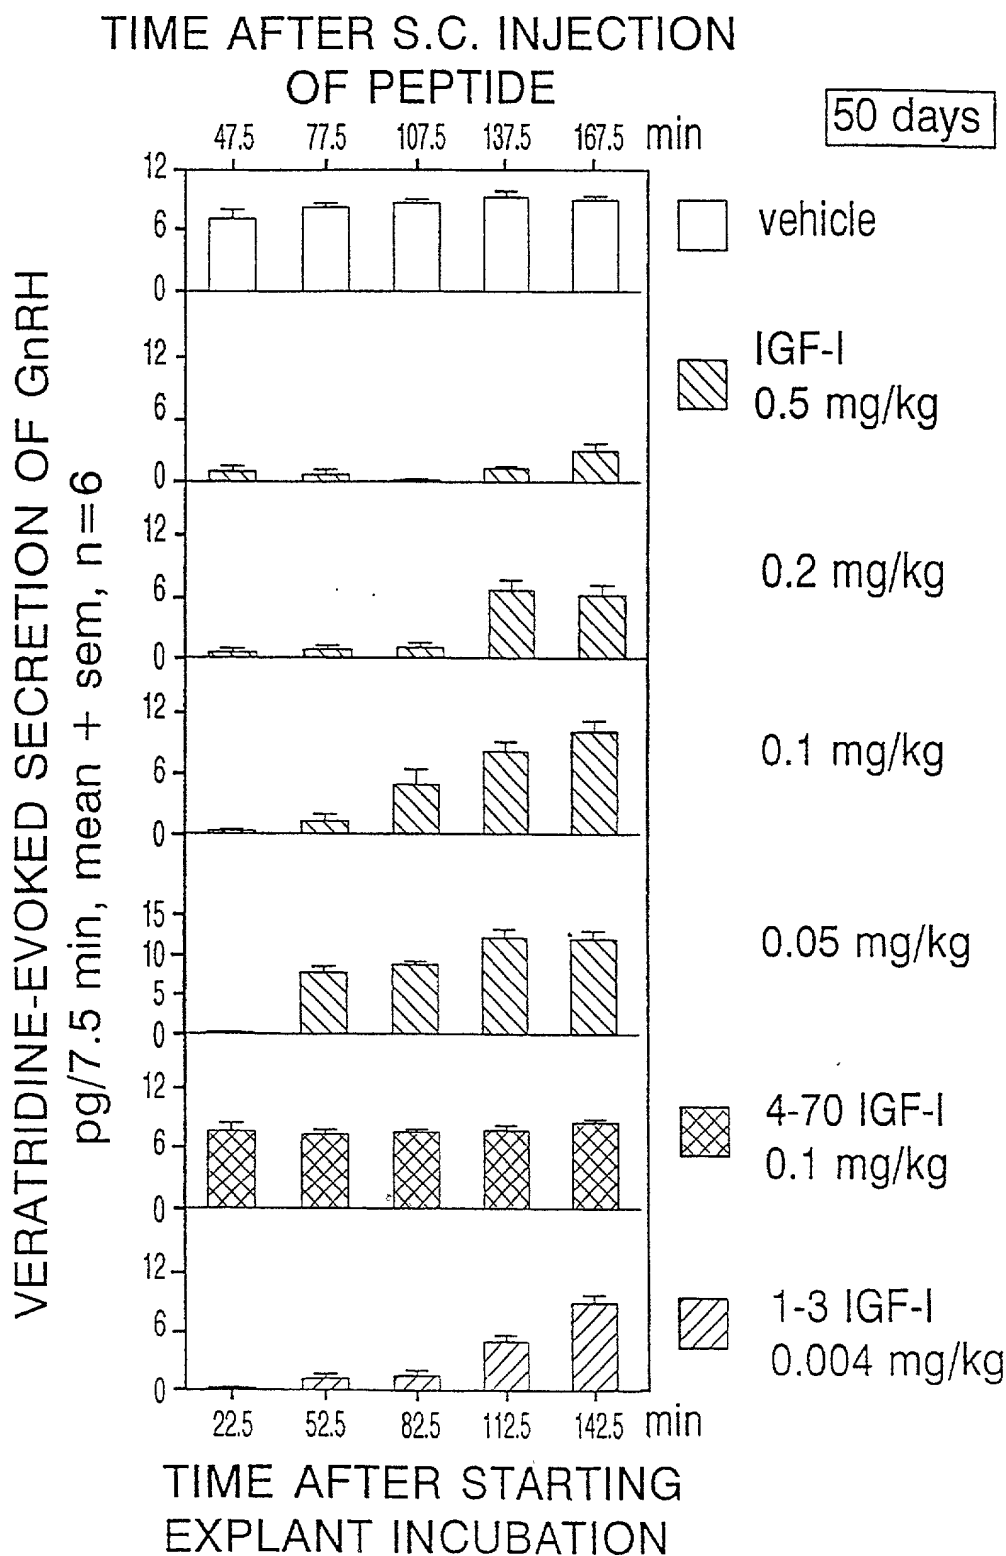 TIME AFTER S.C. INJECTION
OF PEPTIDE
50 days
47.5 77.5 107.5 137.5 167.5 min
VERATRIDINE-EVOKED SECRETION OF GnRH
pg/7.5 min, mean + sem, n=6
12
6
0
vehicle
12
6
0
IGF-I
0.5 mg/kg
12
6
0
0.2 mg/kg
12
6
0
0.1 mg/kg
15
10
5
0
0.05 mg/kg
12
6
0
4-70 IGF-I
0.1 mg/kg
12
6
0
1-3 IGF-I
0.004 mg/kg
22.5 52.5 82.5 112.5 142.5 min
TIME AFTER STARTING
EXPLANT INCUBATION